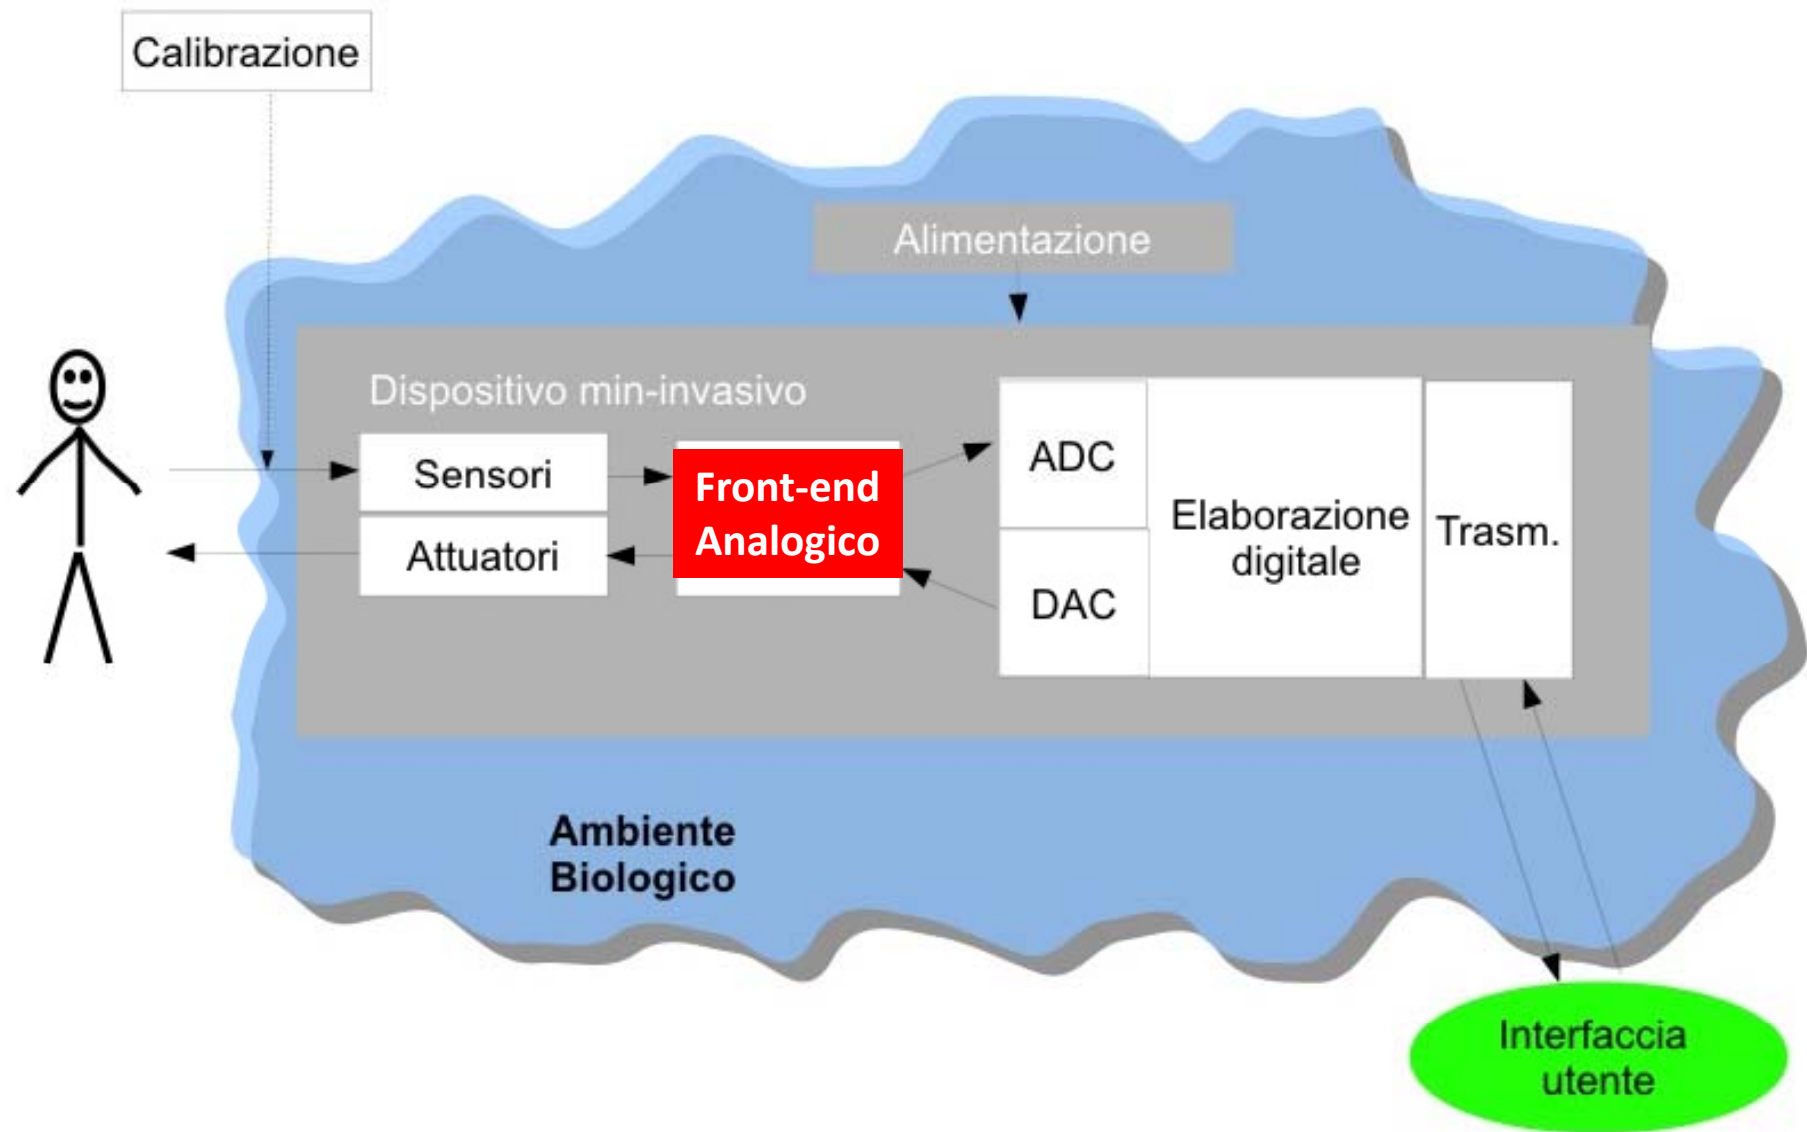 Calibrazione
Alimentazione
Dispositivo min-invasivo
Sensori
Attuatori
Front-end
Analogico
ADC
DAC
Elaborazione
digitale
Trasm.
Ambiente
Biologico
Interfaccia
utente